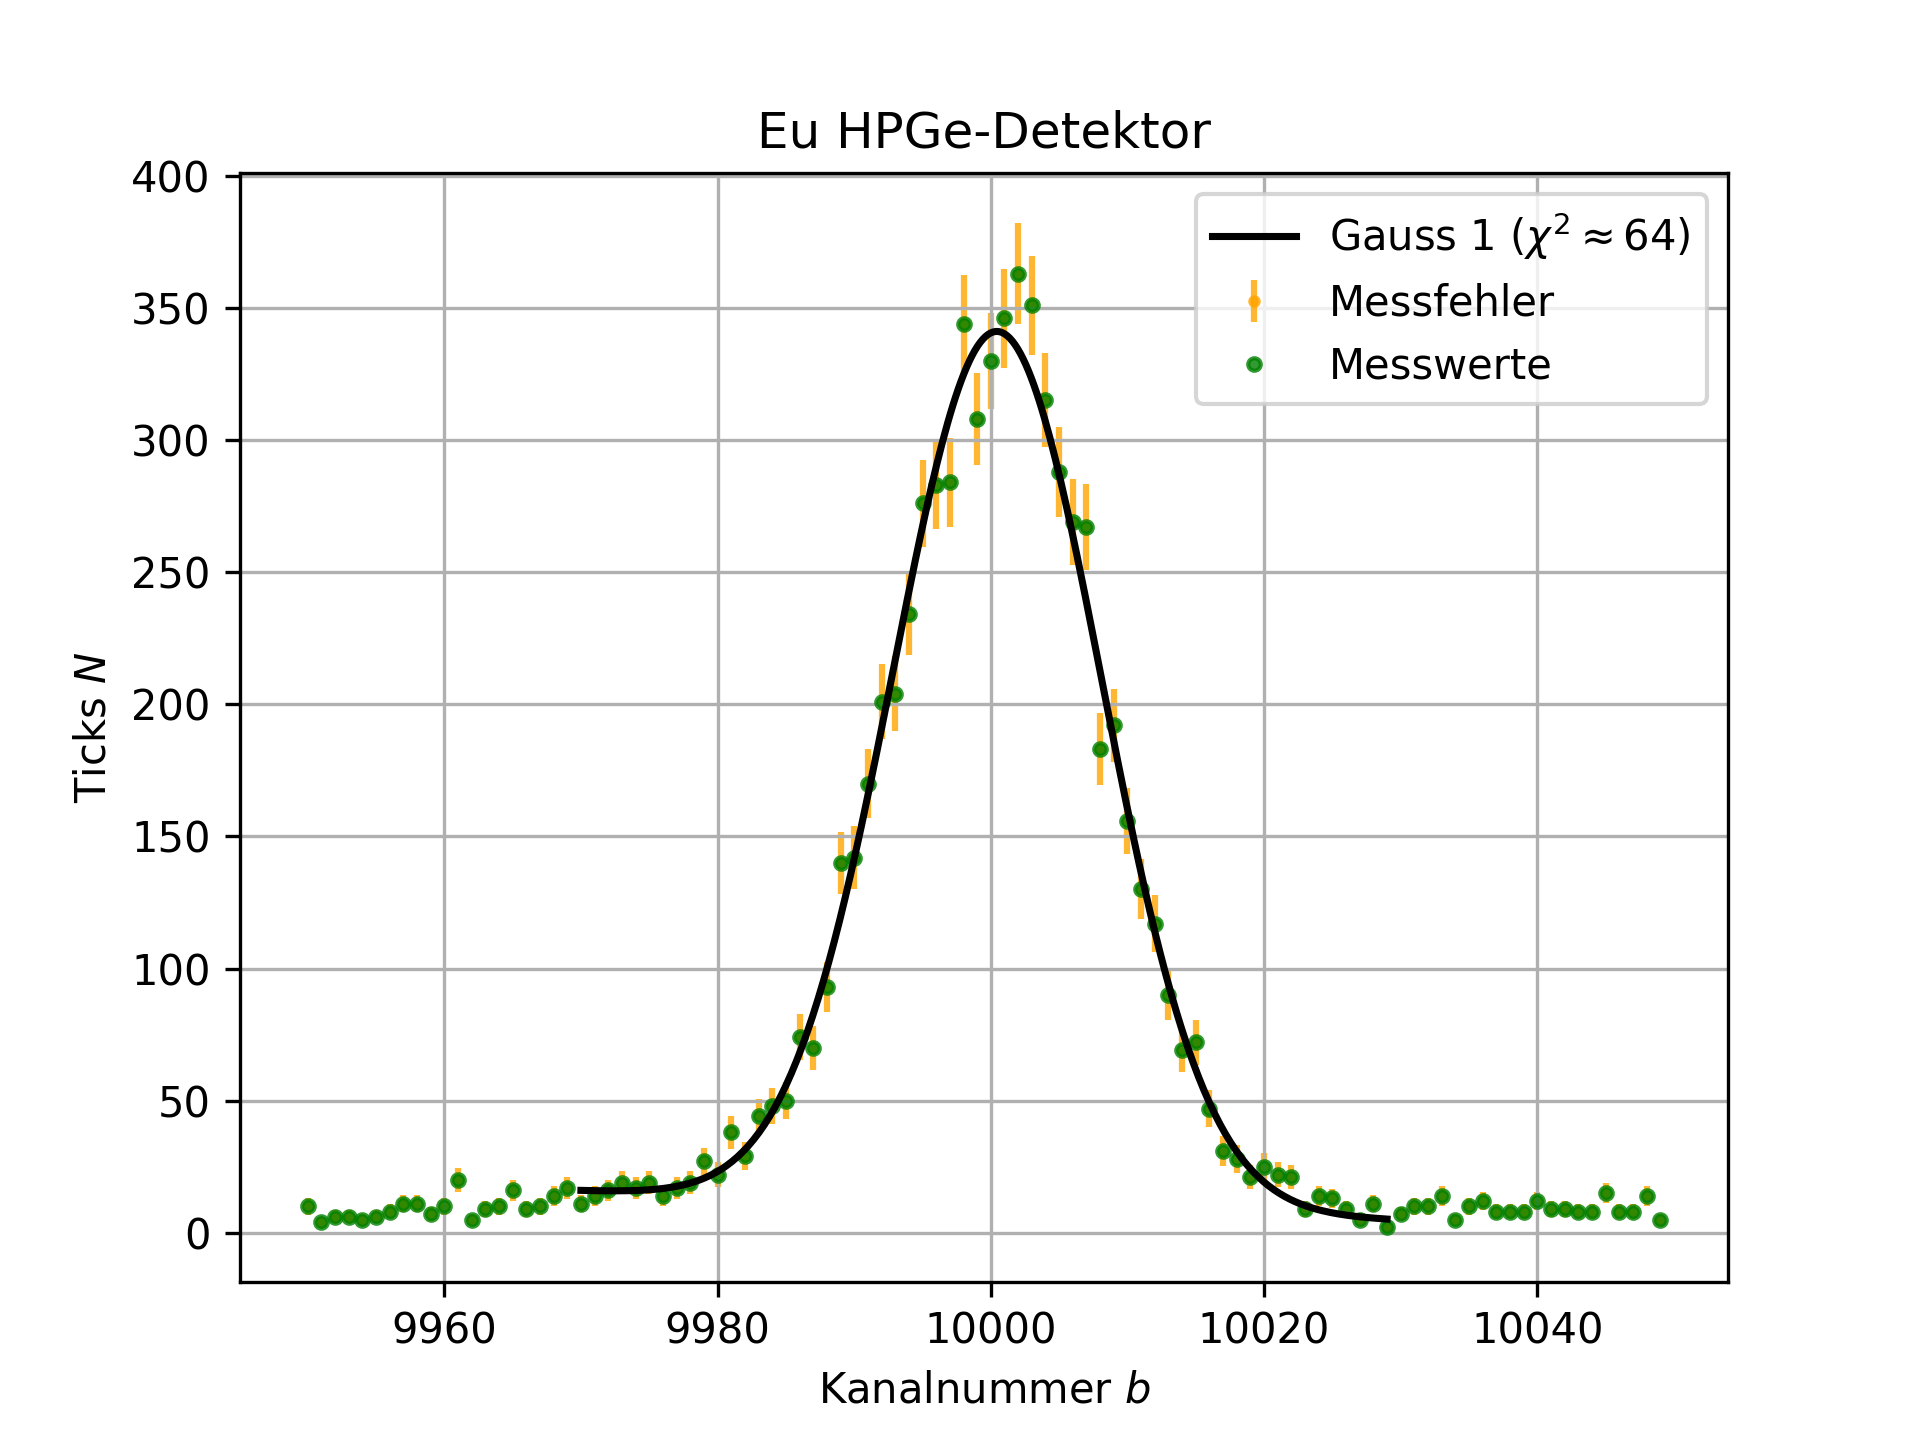 Eu HPGe-Detektor
400
350
300
250
200
150
100
50
0
Ticks N
Gauss 1 (χ² ≈ 64)
Messfehler
Messwerte
9960 9980 10000 10020 10040
Kanalnummer b